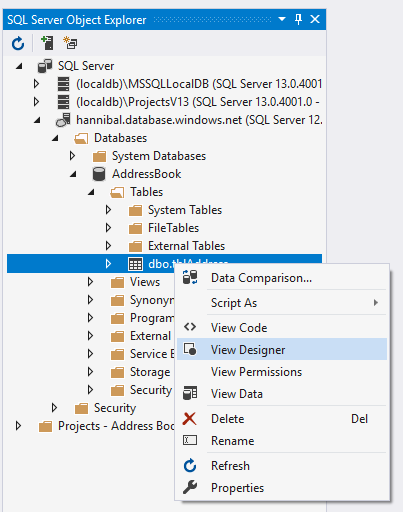 SQL Server Object Explorer
SQL Server
(localdb)\MSSQLLocalDB (SQL Server 13.0.4001
(localdb)\ProjectsV13 (SQL Server 13.0.4001.0 -
hannibal.database.windows.net (SQL Server 12.
Databases
System Databases
AddressBook
Tables
System Tables
FileTables
External Tables
dbo.tblAddress
Views
Synonyn
Program
External
Service B
Storage
Security
Security
Projects - Address Boo
Data Comparison...
Script As
View Code
View Designer
View Permissions
View Data
Delete Del
Rename
Refresh
Properties